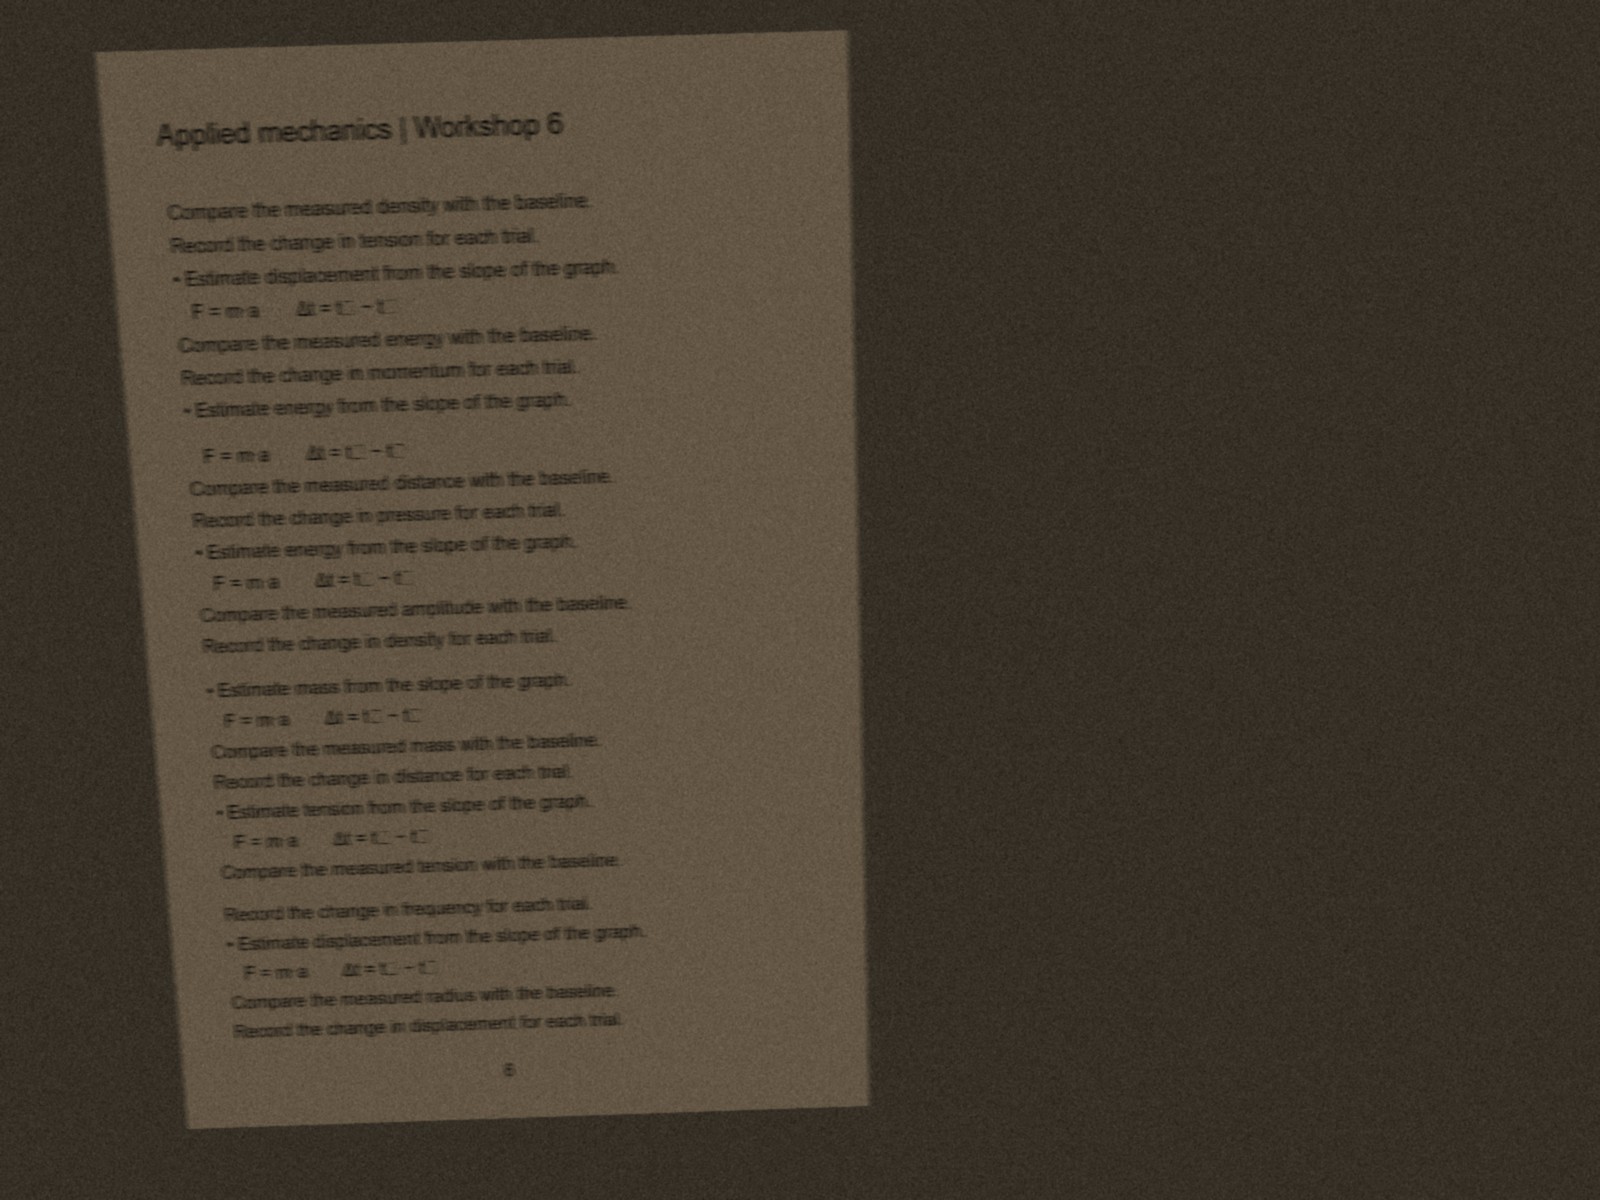 Applied mechanics | Workshop 6
Compare the measured density with the baseline.
Record the change in tension for each trial.
• Estimate displacement from the slope of the graph.
F = m·a Δt = t□ − t□
Compare the measured energy with the baseline.
Record the change in momentum for each trial.
• Estimate energy from the slope of the graph.
F = m·a Δt = t□ − t□
Compare the measured distance with the baseline.
Record the change in pressure for each trial.
• Estimate energy from the slope of the graph.
F = m·a Δt = t□ − t□
Compare the measured amplitude with the baseline.
Record the change in density for each trial.
• Estimate mass from the slope of the graph.
F = m·a Δt = t□ − t□
Compare the measured mass with the baseline.
Record the change in distance for each trial.
• Estimate tension from the slope of the graph.
F = m·a Δt = t□ − t□
Compare the measured tension with the baseline.
Record the change in frequency for each trial.
• Estimate displacement from the slope of the graph.
F = m·a Δt = t□ − t□
Compare the measured radius with the baseline.
Record the change in displacement for each trial.
6